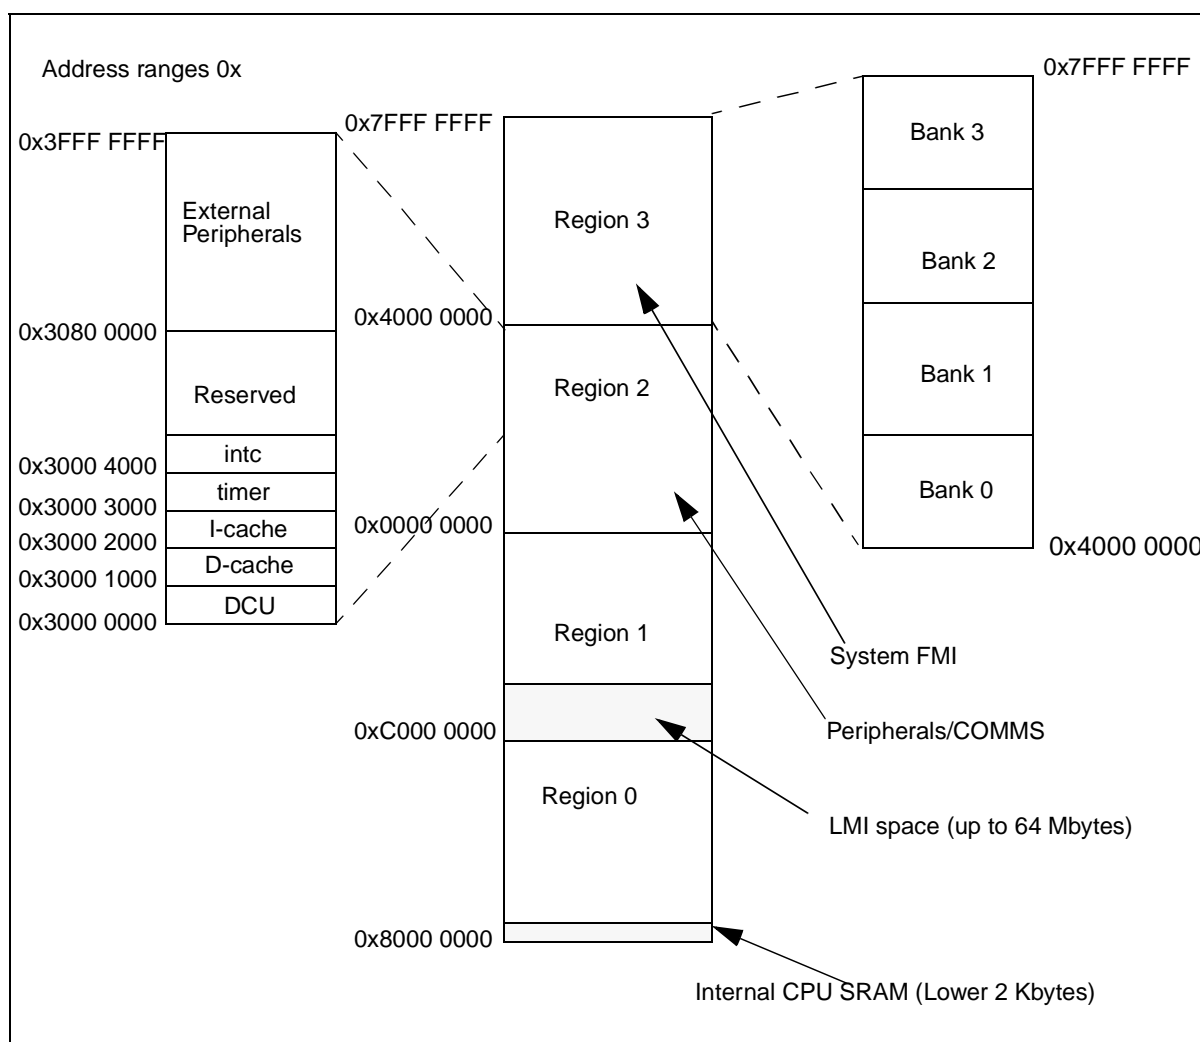 Address ranges 0x
0x3FFF FFFF
External
Peripherals
0x3080 0000
Reserved
intc
0x3000 4000
timer
0x3000 3000
I-cache
0x3000 2000
D-cache
0x3000 1000
DCU
0x3000 0000
0x7FFF FFFF
Region 3
0x4000 0000
Region 2
0x0000 0000
Region 1
0xC000 0000
Region 0
0x8000 0000
0x7FFF FFFF
Bank 3
Bank 2
Bank 1
Bank 0
0x4000 0000
System FMI
Peripherals/COMMS
LMI space (up to 64 Mbytes)
Internal CPU SRAM (Lower 2 Kbytes)